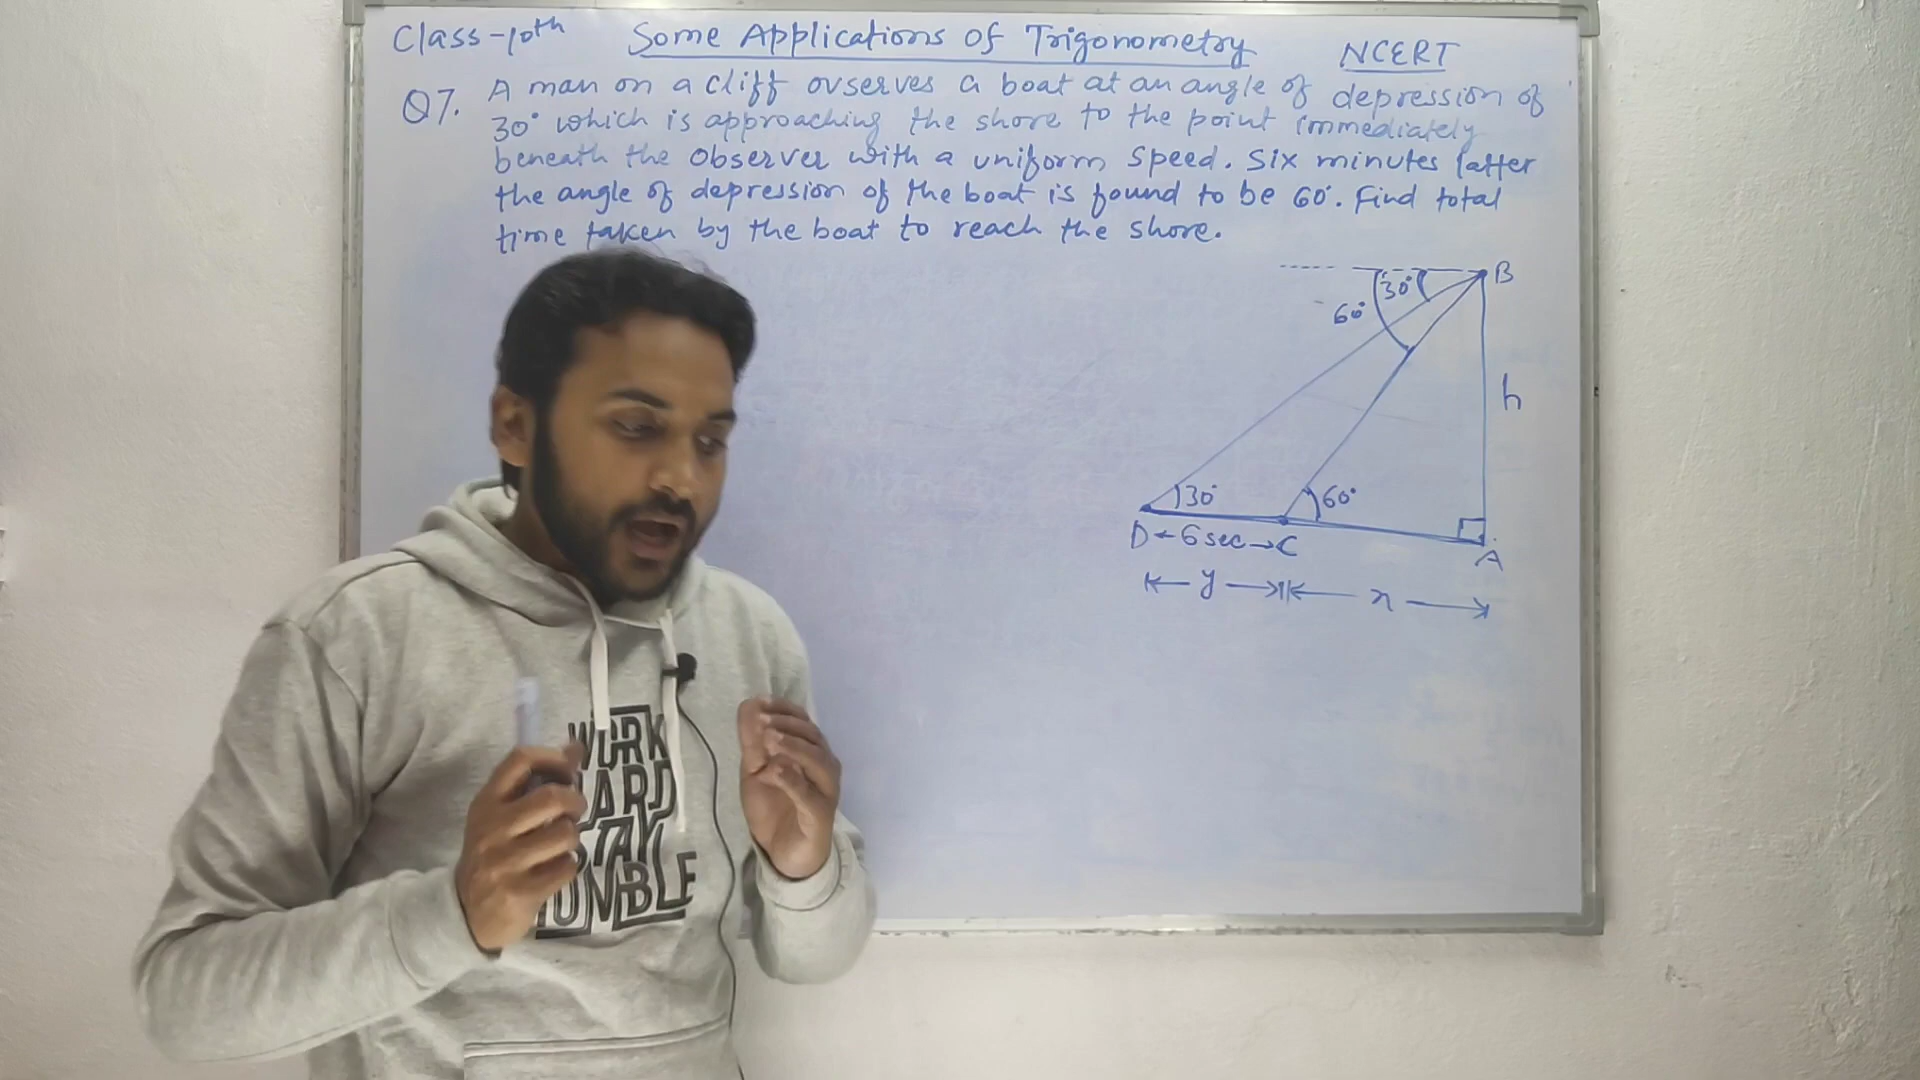 Class-10th Some Applications of Trigonometry NCERT
Q7. A man on a cliff ovserves a boat at an angle of depression of
30° which is approaching the shore to the point immediately
beneath the observer with a uniform speed. Six minutes latter
the angle of depression of the boat is found to be 60°. Find total
time taken by the boat to reach the shore.
B
30°
60°
h
30° 60°
D ← 6 sec → C
A
y x
WORK
HARD
STAY
HUMBLE